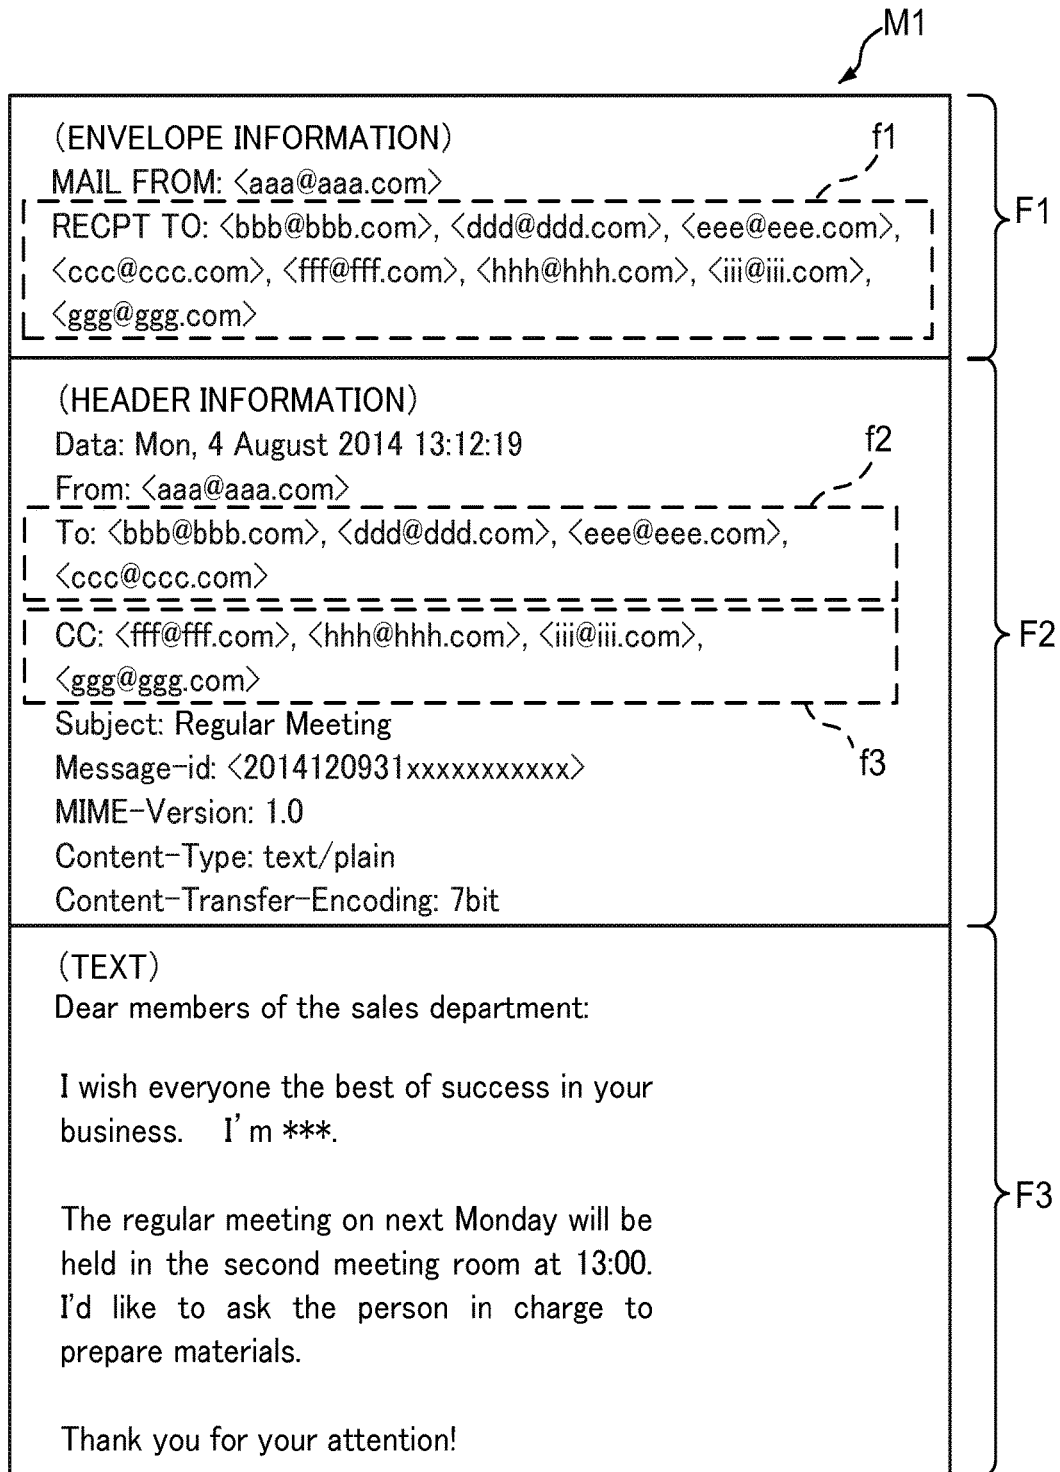 M1
(ENVELOPE INFORMATION)
f1
MAIL FROM: <aaa@aaa.com>
RECPT TO: <bbb@bbb.com>, <ddd@ddd.com>, <eee@eee.com>,
<ccc@ccc.com>, <fff@fff.com>, <hhh@hhh.com>, <iii@iii.com>,
<ggg@ggg.com>
F1
(HEADER INFORMATION)
Data: Mon, 4 August 2014 13:12:19
f2
From: <aaa@aaa.com>
To: <bbb@bbb.com>, <ddd@ddd.com>, <eee@eee.com>,
<ccc@ccc.com>
CC: <fff@fff.com>, <hhh@hhh.com>, <iii@iii.com>,
<ggg@ggg.com>
F2
Subject: Regular Meeting
Message-id: <2014120931xxxxxxxxxxx>
f3
MIME-Version: 1.0
Content-Type: text/plain
Content-Transfer-Encoding: 7bit
(TEXT)
Dear members of the sales department:
I wish everyone the best of success in your
business. I'm ***.
The regular meeting on next Monday will be
held in the second meeting room at 13:00.
I'd like to ask the person in charge to
prepare materials.
F3
Thank you for your attention!